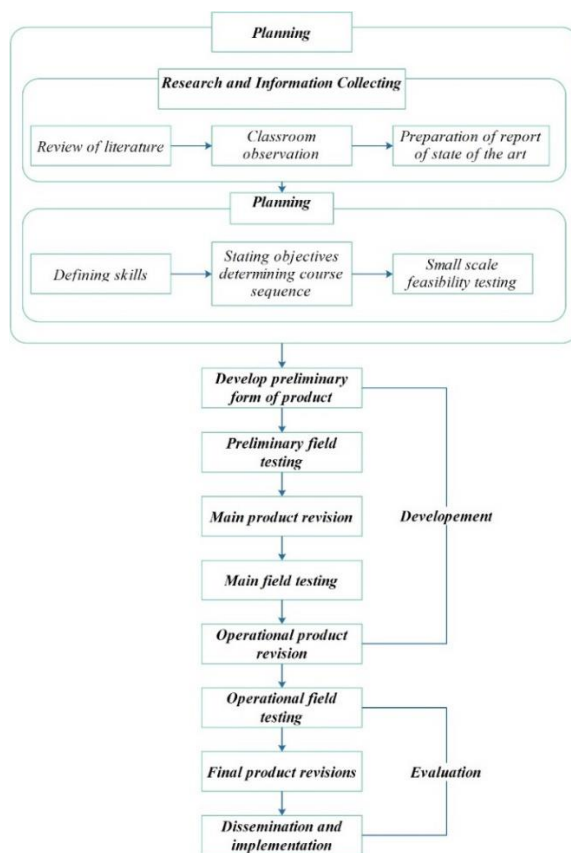 Planning
Research and Information Collecting
Review of literature
Classroom
observation
Preparation of report
of state of the art
Planning
Defining skills
Stating objectives
determining course
sequence
Small scale
feasibility testing
Develop preliminary
form of product
Preliminary field
testing
Main product revision
Developement
Main field testing
Operational product
revision
Operational field
testing
Final product revisions
Evaluation
Dissemination and
implementation